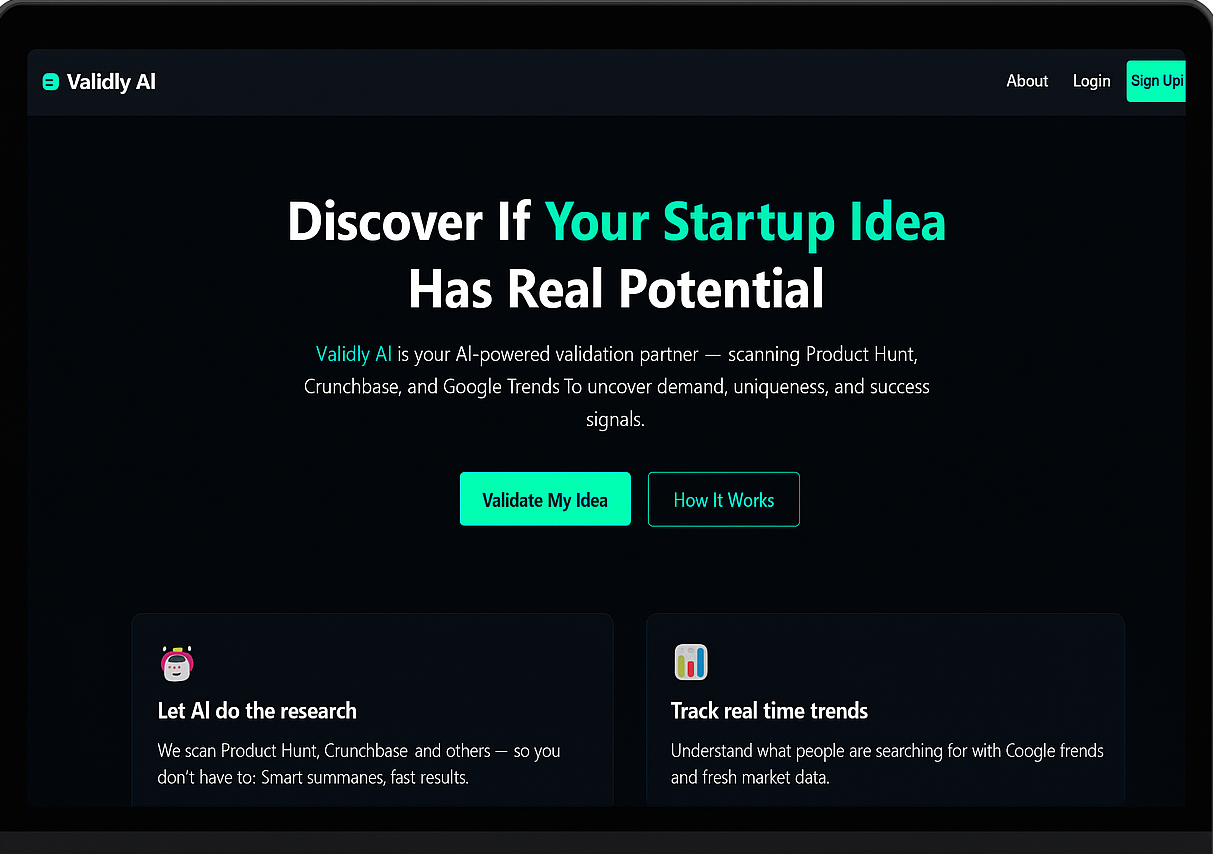 Validly AI
About Login Sign Upi
Discover If Your Startup Idea
Has Real Potential
Validly AI is your AI-powered validation partner — scanning Product Hunt,
Crunchbase, and Google Trends To uncover demand, uniqueness, and success
signals.
Validate My Idea How It Works
Let AI do the research
We scan Product Hunt, Crunchbase and others — so you
don't have to: Smart summanes, fast results.
Track real time trends
Understand what people are searching for with Coogle frends
and fresh market data.